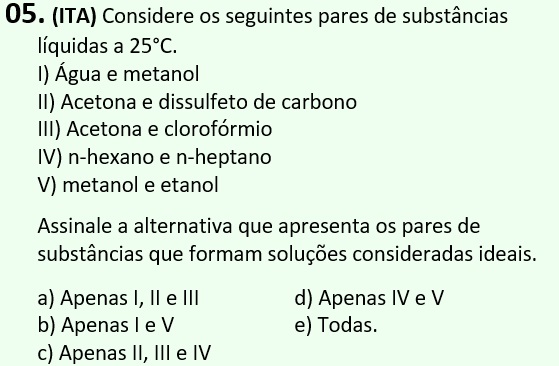 05. (ITA) Considere os seguintes pares de substâncias
líquidas a 25°C.
I) Água e metanol
II) Acetona e dissulfeto de carbono
III) Acetona e clorofórmio
IV) n-hexano e n-heptano
V) metanol e etanol
Assinale a alternativa que apresenta os pares de
substâncias que formam soluções consideradas ideais.
a) Apenas I, II e III
b) Apenas I e V
c) Apenas II, III e IV
d) Apenas IV e V
e) Todas.